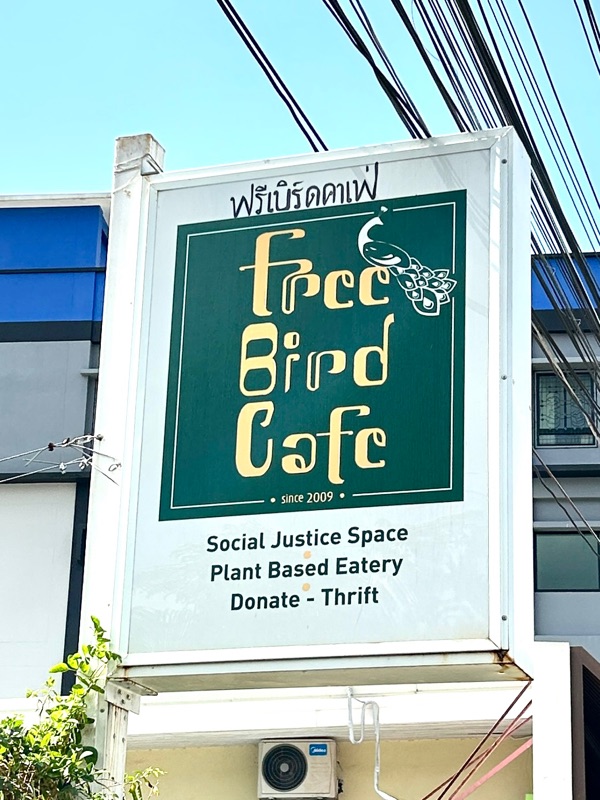 ฟรีเบิร์ดคาเฟ่
free
Bird
Cafe
• since 2009 •
Social Justice Space
Plant Based Eatery
Donate - Thrift
Midea